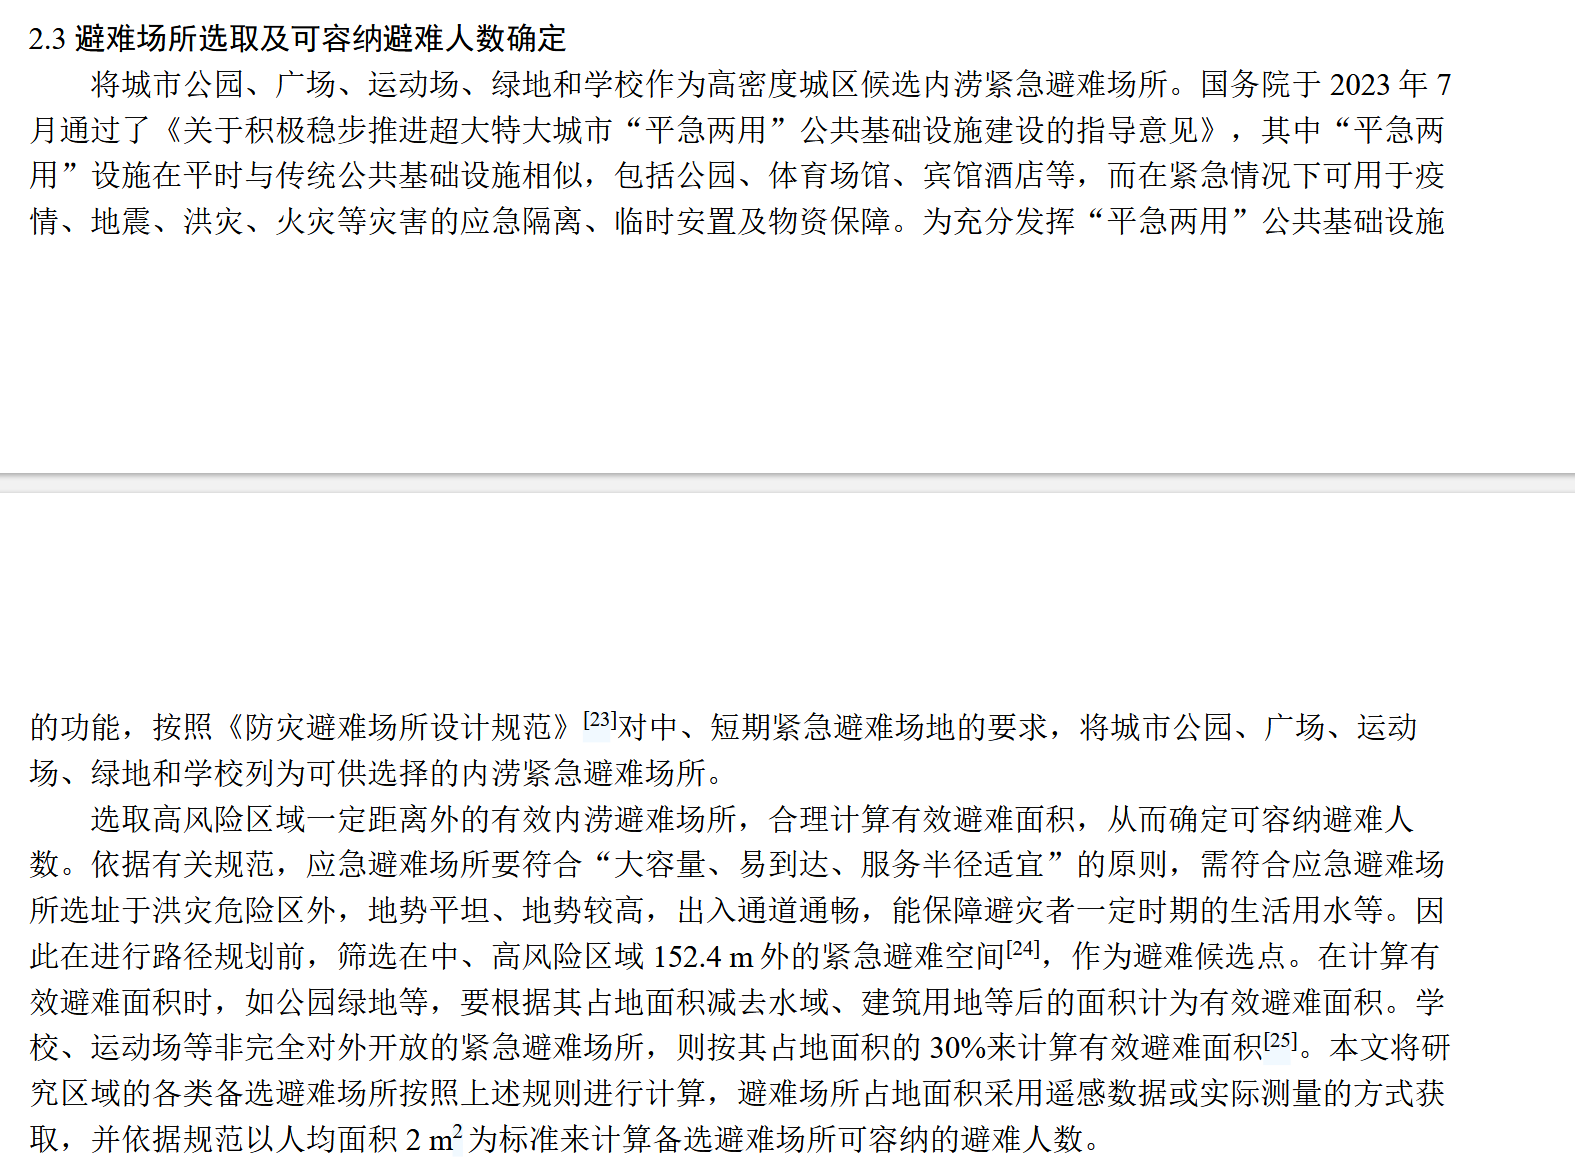 2.3 避难场所选取及可容纳避难人数确定
将城市公园、广场、运动场、绿地和学校作为高密度城区候选内涝紧急避难场所。国务院于 2023 年 7
月通过了《关于积极稳步推进超大特大城市“平急两用”公共基础设施建设的指导意见》，其中“平急两
用”设施在平时与传统公共基础设施相似，包括公园、体育场馆、宾馆酒店等，而在紧急情况下可用于疫
情、地震、洪灾、火灾等灾害的应急隔离、临时安置及物资保障。为充分发挥“平急两用”公共基础设施
的功能，按照《防灾避难场所设计规范》[23]对中、短期紧急避难场地的要求，将城市公园、广场、运动
场、绿地和学校列为可供选择的内涝紧急避难场所。
选取高风险区域一定距离外的有效内涝避难场所，合理计算有效避难面积，从而确定可容纳避难人
数。依据有关规范，应急避难场所要符合“大容量、易到达、服务半径适宜”的原则，需符合应急避难场
所选址于洪灾危险区外，地势平坦、地势较高，出入通道通畅，能保障避灾者一定时期的生活用水等。因
此在进行路径规划前，筛选在中、高风险区域 152.4 m 外的紧急避难空间[24]，作为避难候选点。在计算有
效避难面积时，如公园绿地等，要根据其占地面积减去水域、建筑用地等后的面积计为有效避难面积。学
校、运动场等非完全对外开放的紧急避难场所，则按其占地面积的 30%来计算有效避难面积[25]。本文将研
究区域的各类备选避难场所按照上述规则进行计算，避难场所占地面积采用遥感数据或实际测量的方式获
取，并依据规范以人均面积 2 m² 为标准来计算备选避难场所可容纳的避难人数。